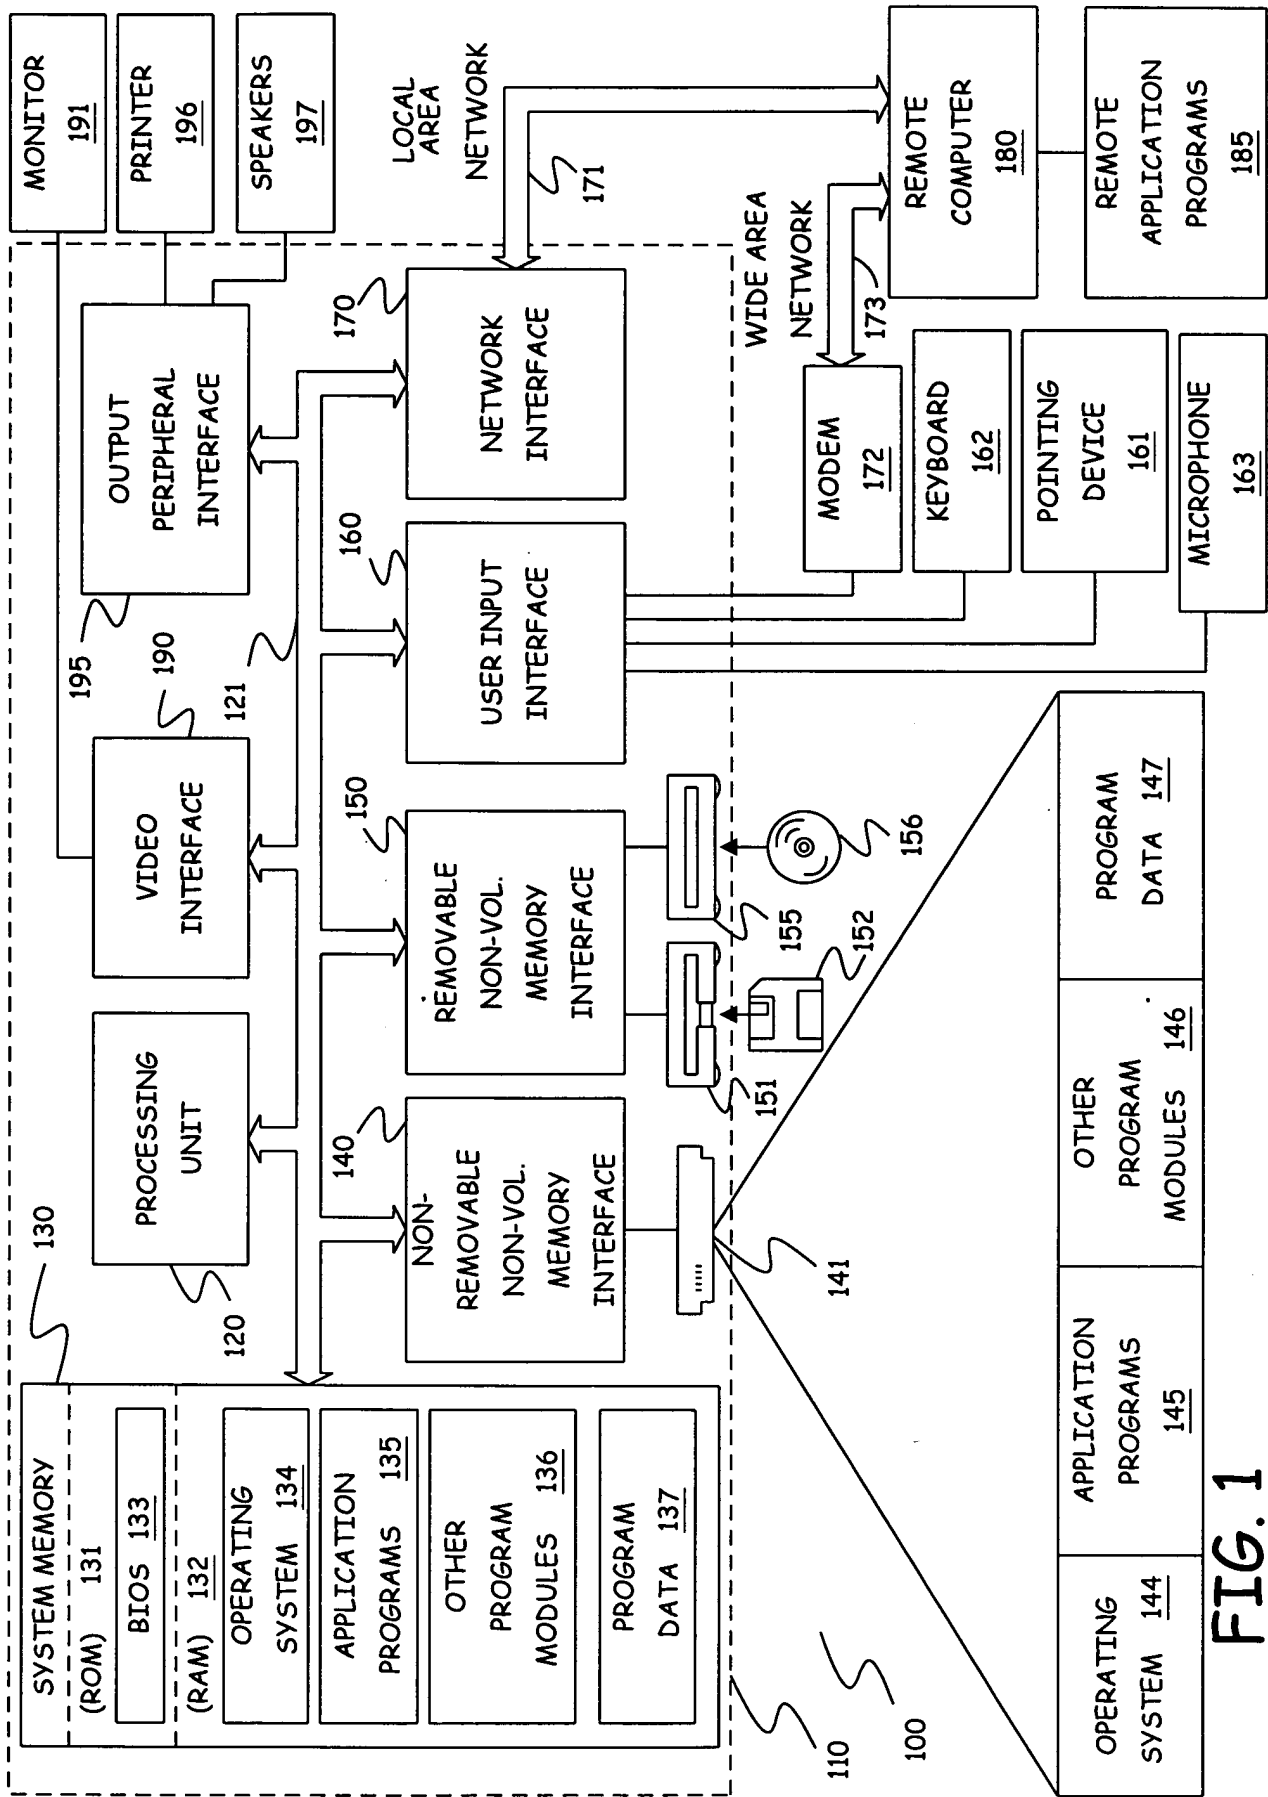 SYSTEM MEMORY
130
(ROM) 131
BIOS 133
(RAM) 132
OPERATING
SYSTEM 134
APPLICATION
PROGRAMS 135
OTHER
PROGRAM
MODULES 136
PROGRAM
DATA 137
PROCESSING
UNIT
120
VIDEO
INTERFACE
190
121
OUTPUT
PERIPHERAL
INTERFACE
195
MONITOR
191
PRINTER
196
SPEAKERS
197
NON-
REMOVABLE
NON-VOL.
MEMORY
INTERFACE
140
REMOVABLE
NON-VOL.
MEMORY
INTERFACE
150
USER INPUT
INTERFACE
160
NETWORK
INTERFACE
170
LOCAL
AREA
NETWORK
171
141
151
152
155
156
WIDE AREA
NETWORK
173
MODEM
172
KEYBOARD
162
POINTING
DEVICE
161
MICROPHONE
163
REMOTE
COMPUTER
180
REMOTE
APPLICATION
PROGRAMS
185
110
100
OPERATING
SYSTEM 144
APPLICATION
PROGRAMS
145
OTHER
PROGRAM
MODULES 146
PROGRAM
DATA 147
FIG. 1